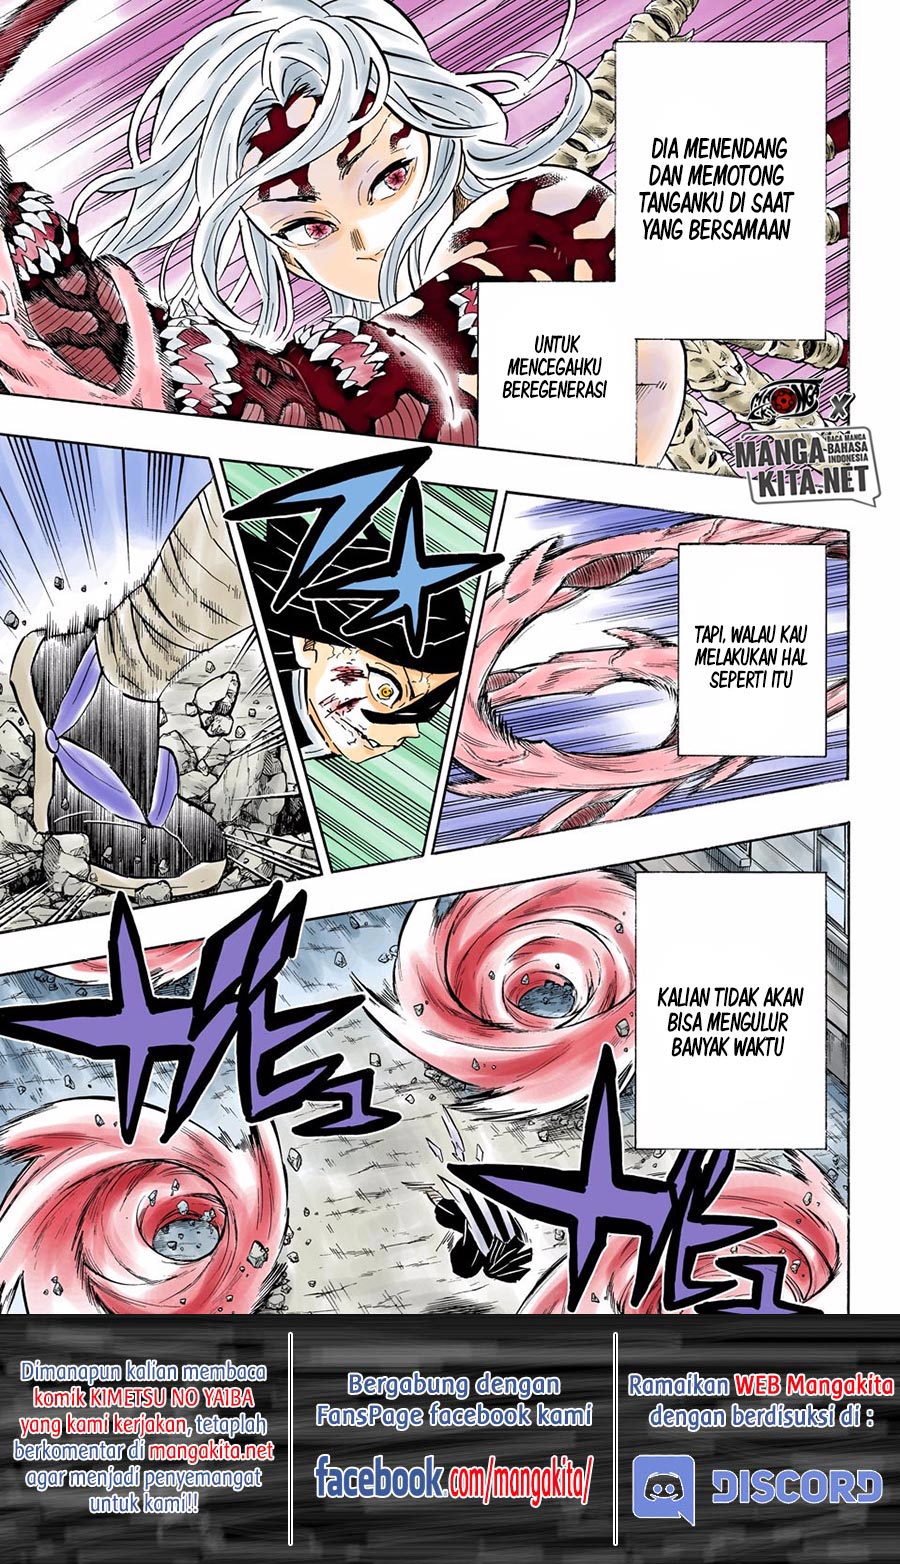 DIA MENENDANG
DAN MEMOTONG
TANGANKU DI SAAT
YANG BERSAMAAN
UNTUK
MENCEGAHKU
BEREGENERASI
X
MANGA
KITA.NET
BACA MANGA
BAHASA
INDONESIA
TAPI, WALAU KAU
MELAKUKAN HAL
SEPERTI ITU
KALIAN TIDAK AKAN
BISA MENGULUR
BANYAK WAKTU
Dimanapun kalian membaca
komik KIMETSU NO YAIBA
yang kami kerjakan, tetaplah
berkomentar di mangakita.net
agar menjadi penyemangat
untuk kami!!
Bergabung dengan
FansPage facebook kami
facebook.com/mangakita/
Ramaikan WEB Mangakita
dengan berdisuksi di :
DISCORD